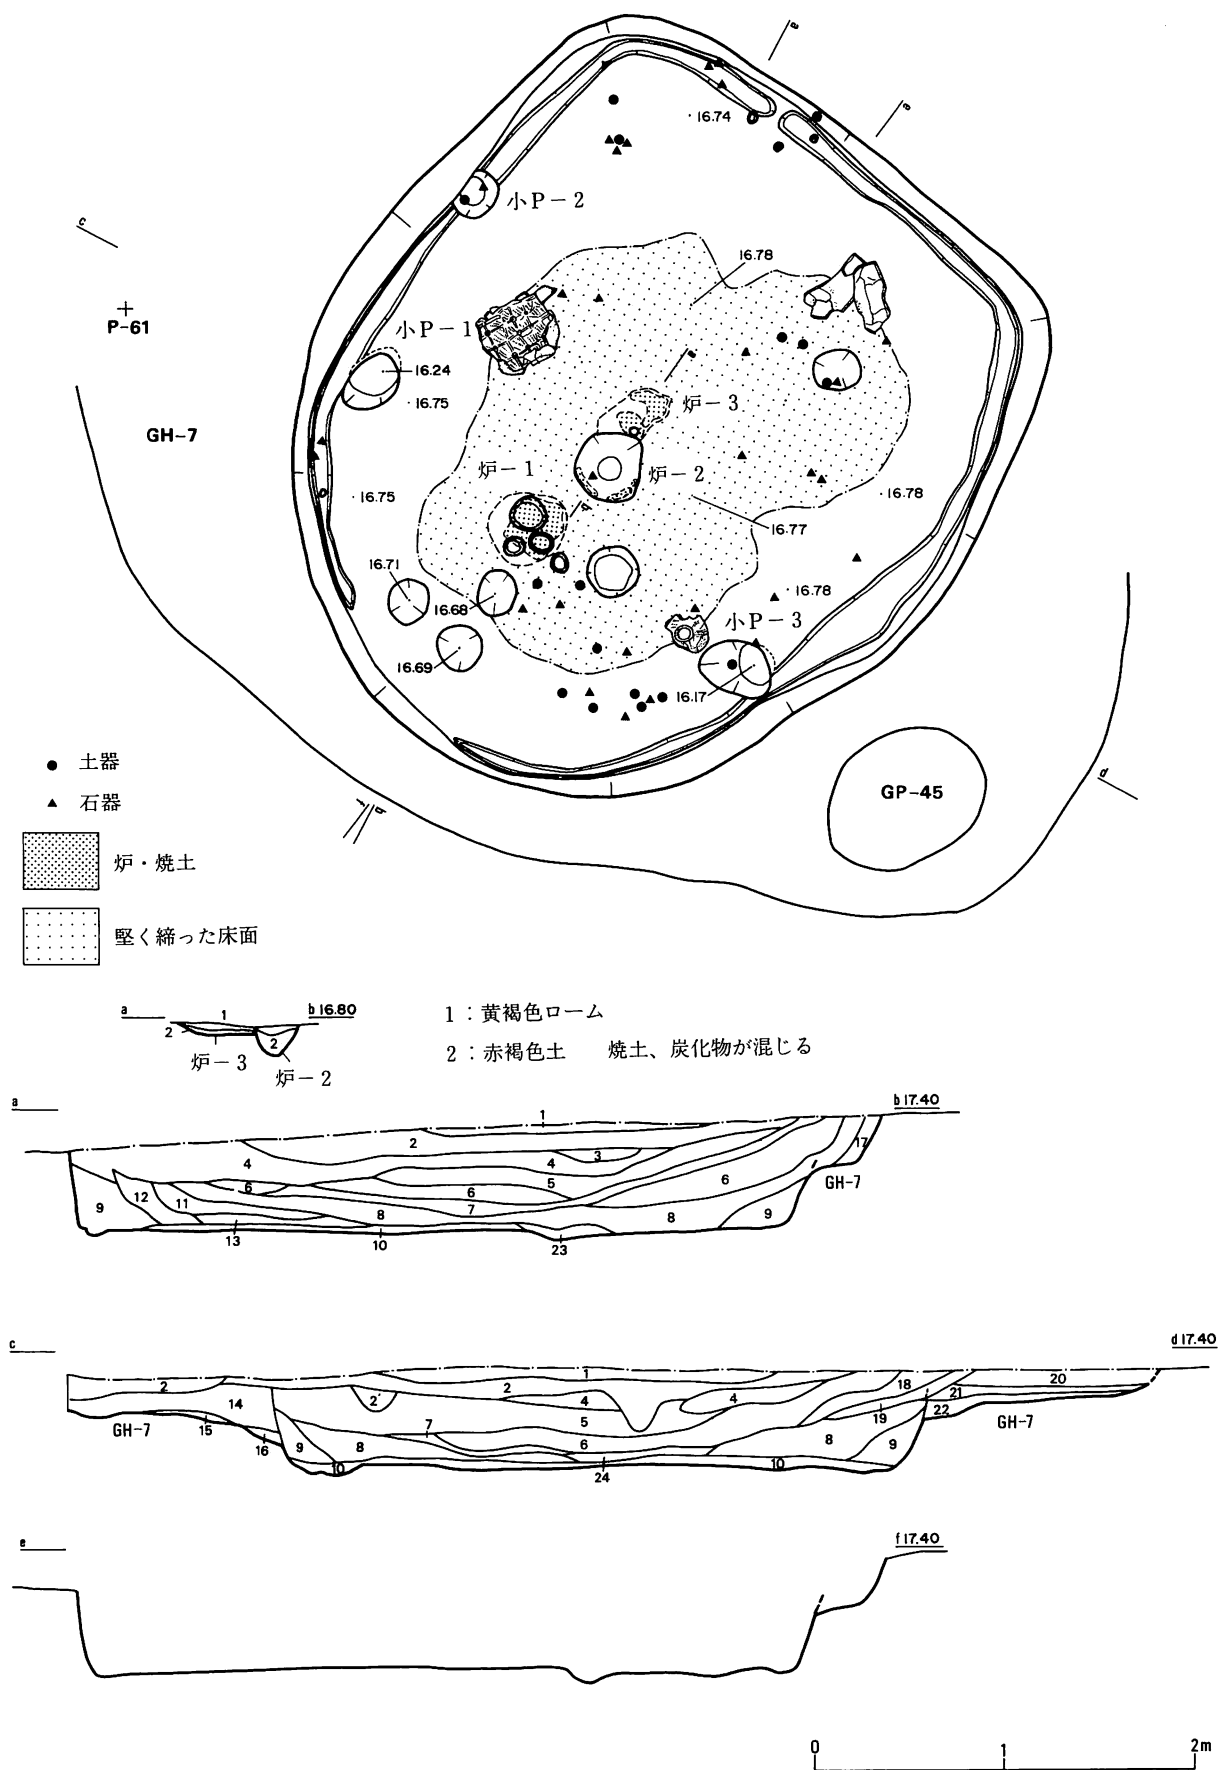 a
e
・16.74
小P-2
c
16.78
P-61
小P-1
16.24
・16.75
a
炉-3
GH-7
炉-1
炉-2
・16.75
・16.78
b
16.77
16.71
16.68
・16.78
小P-3
16.69
16.17
● 土器
▲ 石器
GP-45
d
f
b
炉・焼土
堅く締った床面
a 1 b 16.80
2 2
炉-3
炉-2
1：黄褐色ローム
2：赤褐色土 焼土、炭化物が混じる
a b 17.40
1
2
3
4 4
17
5
6 6 6
GH-7
12 11 7
9 8 8 9
13 10 23
c d 17.40
1
2 2 18 20
2' 4 4 21
14 5 19 22
GH-7 15 7 GH-7
16 9 8 6 8 9
10 24 10
e f 17.40
0 1 2m